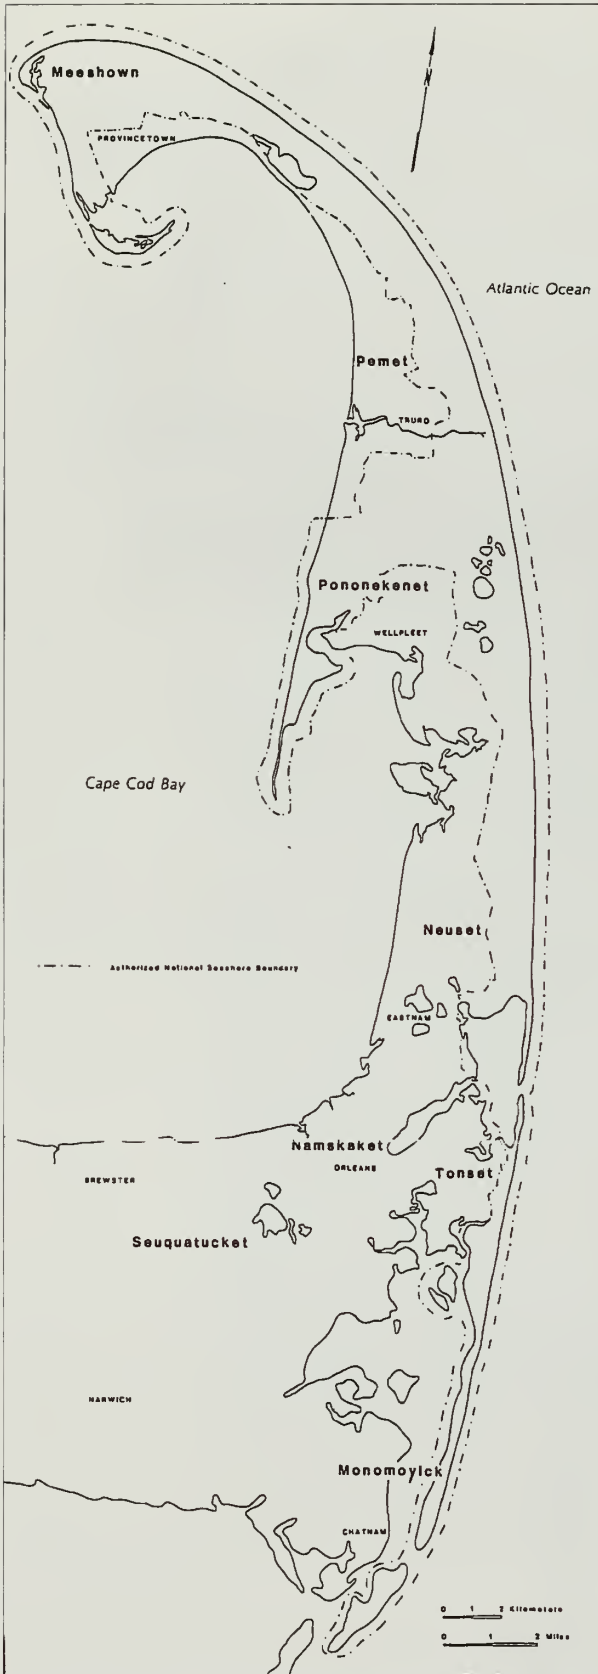 Meeshown
N
PROVINCETOWN
Atlantic Ocean
Pamet
TRURO
Pononekenet
WELLFLEET
Cape Cod Bay
Neuset
Authorized National Seashore Boundary
EASTHAM
Namskaket
ORLEANS
Tonset
BREWSTER
Seuquatucket
HARWICH
Monomoyick
CHATHAM
0 1 2 Kilometers
0 1 2 Miles